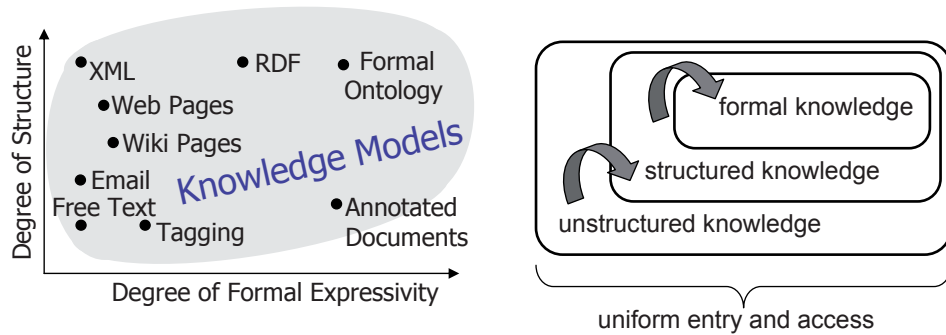 Degree of Structure
XML
RDF
Formal
Ontology
Web Pages
Wiki Pages
Knowledge Models
Email
Free Text
Tagging
Annotated
Documents
Degree of Formal Expressivity
formal knowledge
structured knowledge
unstructured knowledge
uniform entry and access